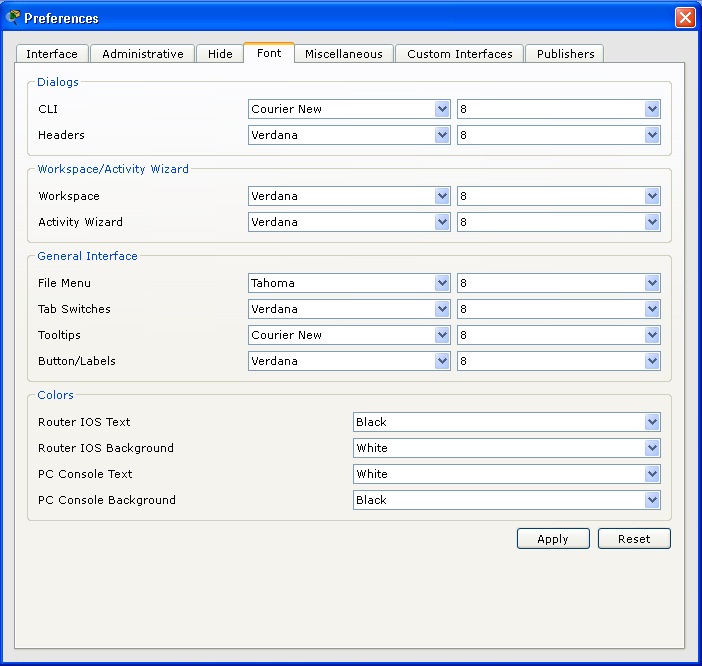 Preferences
Interface Administrative Hide Font Miscellaneous Custom Interfaces Publishers
Dialogs
CLI Courier New 8
Headers Verdana 8
Workspace/Activity Wizard
Workspace Verdana 8
Activity Wizard Verdana 8
General Interface
File Menu Tahoma 8
Tab Switches Verdana 8
Tooltips Courier New 8
Button/Labels Verdana 8
Colors
Router IOS Text Black
Router IOS Background White
PC Console Text White
PC Console Background Black
Apply Reset